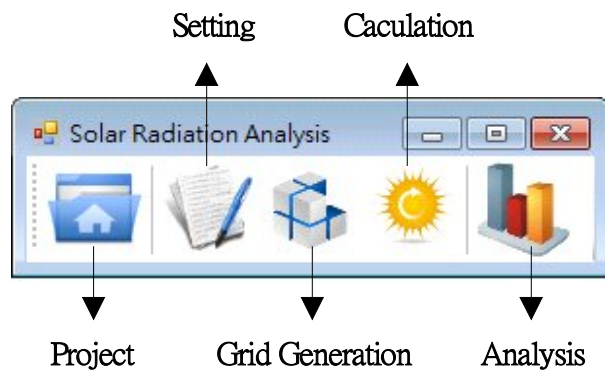 Setting Caculation
Solar Radiation Analysis
Project Grid Generation Analysis